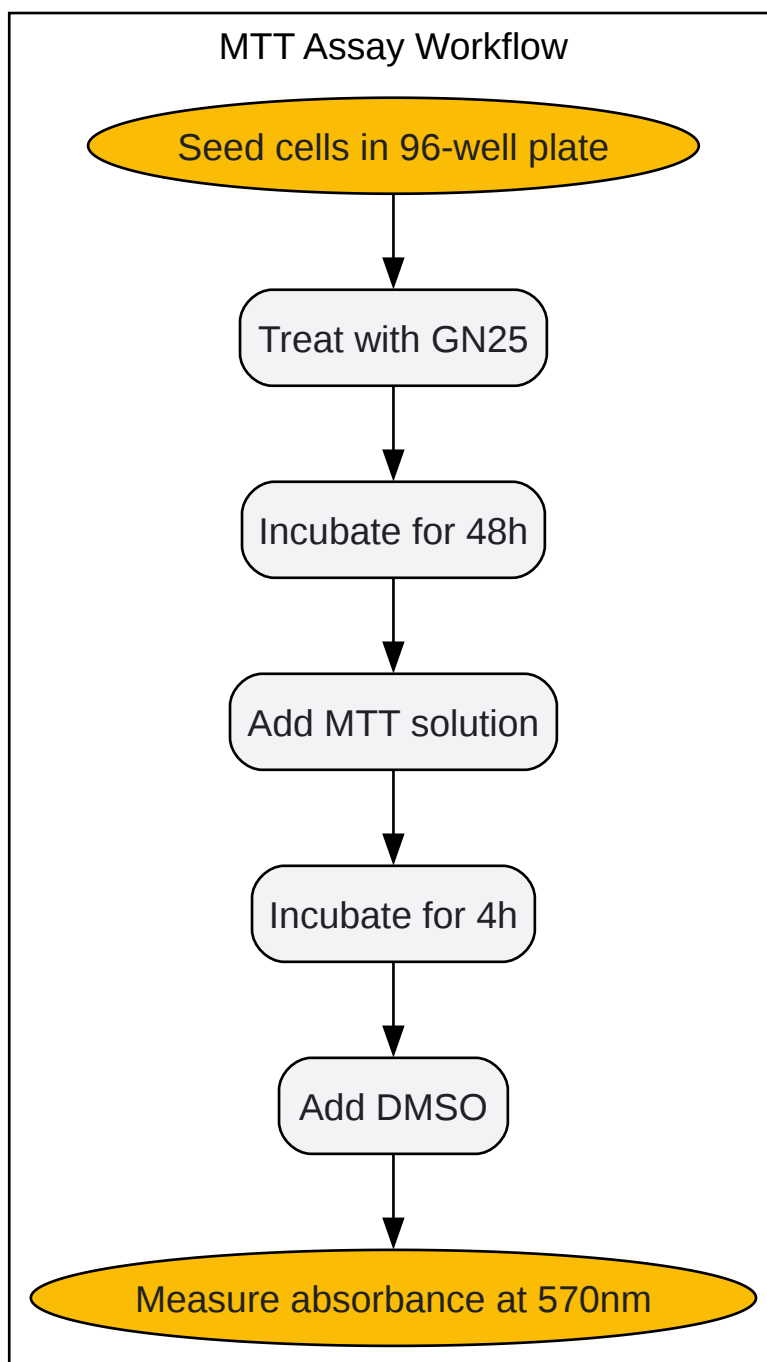 MTT Assay Workflow
Seed cells in 96-well plate
Treat with GN25
Incubate for 48h
Add MTT solution
Incubate for 4h
Add DMSO
Measure absorbance at 570nm